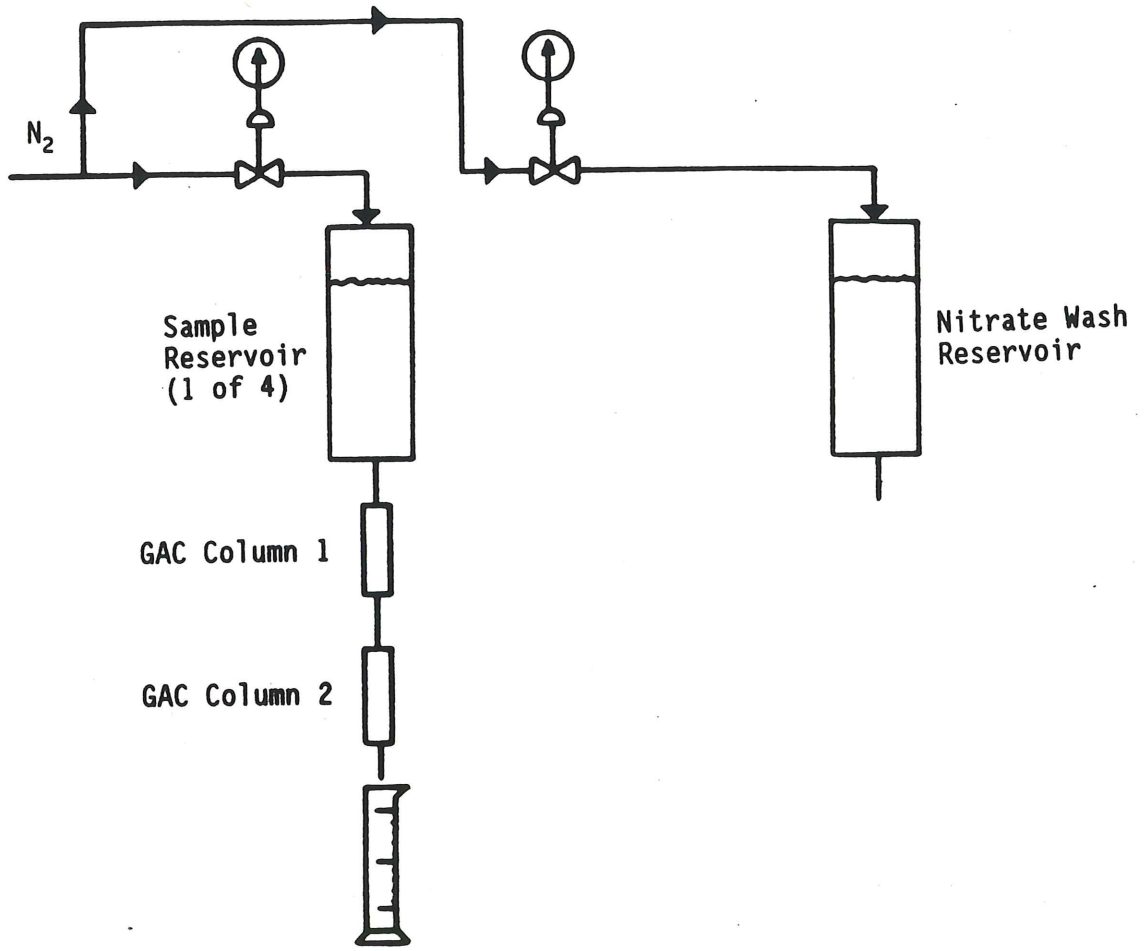 N₂
Sample
Reservoir
(1 of 4)
Nitrate Wash
Reservoir
GAC Column 1
GAC Column 2